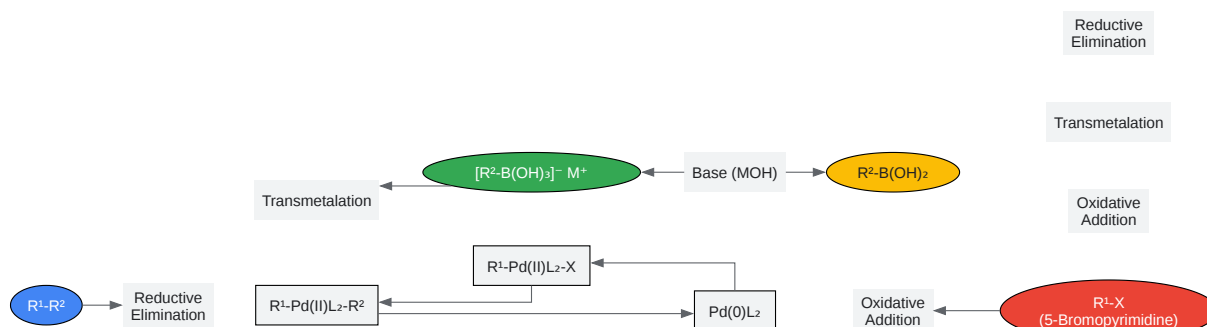 Reductive
Elimination
Transmetalation
[R²-B(OH)₃]⁻ M⁺
Base (MOH)
R²-B(OH)₂
Transmetalation
Oxidative
Addition
R¹-Pd(II)L₂-X
R¹-R²
Reductive
Elimination
R¹-Pd(II)L₂-R²
Pd(0)L₂
Oxidative
Addition
R¹-X
(5-Bromopyrimidine)